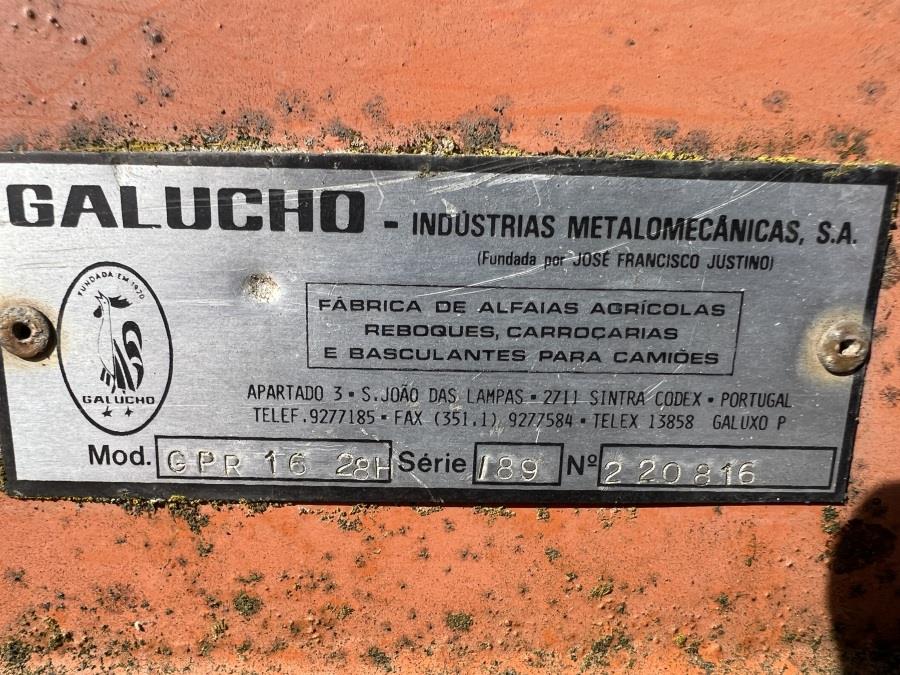 GALUCHO - INDÚSTRIAS METALOMECÂNICAS, S.A.
(Fundada por JOSÉ FRANCISCO JUSTINO)
FUNDADA EM 1920
GALUCHO
FÁBRICA DE ALFAIAS AGRÍCOLAS
REBOQUES, CARROÇARIAS
E BASCULANTES PARA CAMIÕES
APARTADO 3 • S. JOÃO DAS LAMPAS • 2711 SINTRA CODEX • PORTUGAL
TELEF. 9277185 • FAX (351.1) 9277584 • TELEX 13858 GALUXO P
Mod. GPR 16 28H Série 189 Nº 220816